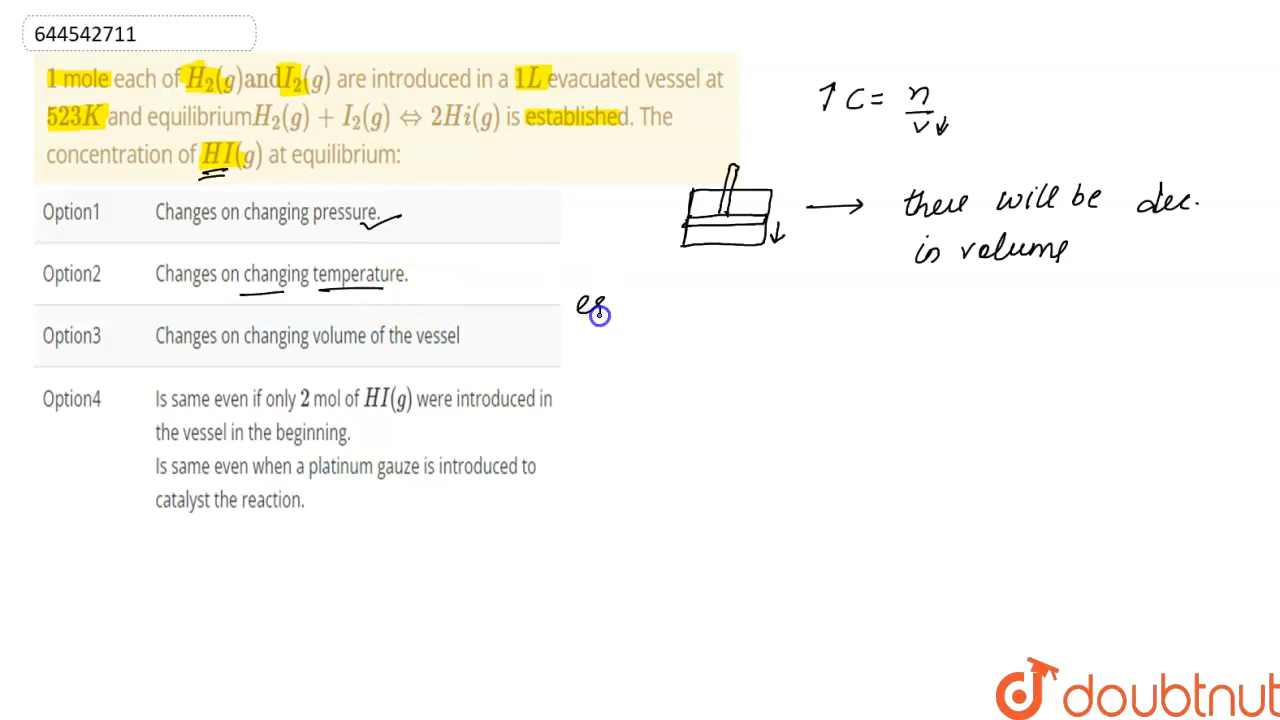 644542711
1 mole each of H₂(g)andI₂(g) are introduced in a 1L evacuated vessel at
523K and equilibriumH₂(g) + I₂(g) ⇔ 2Hi(g) is established. The
concentration of HI(g) at equilibrium:
Option1 Changes on changing pressure.
Option2 Changes on changing temperature.
Option3 Changes on changing volume of the vessel
Option4 Is same even if only 2 mol of HI(g) were introduced in
the vessel in the beginning.
Is same even when a platinum gauze is introduced to
catalyst the reaction.
↑ C = n/v↓
↓ → there will be dec.
in volume
es
doubtnut